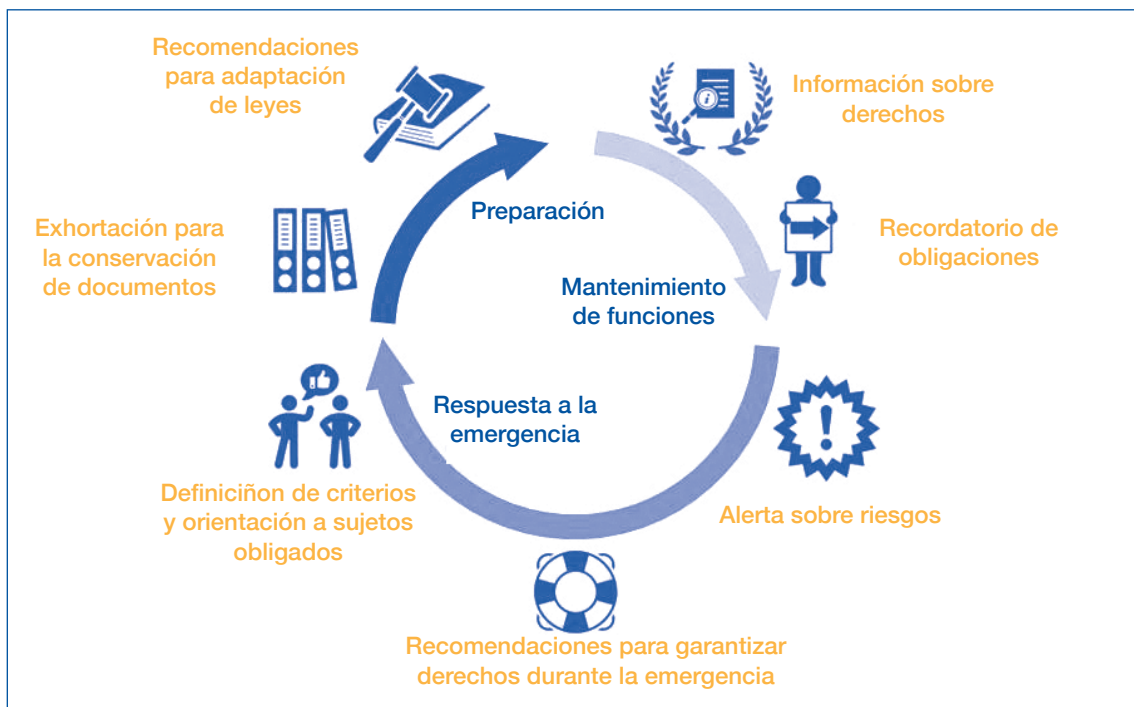 Recomendaciones
para adaptación
de leyes
Información sobre
derechos
Preparación
Exhortación para
la conservación
de documentos
Recordatorio de
obligaciones
Mantenimiento
de funciones
Respuesta a la
emergencia
Definiciñon de criterios
y orientación a sujetos
obligados
Alerta sobre riesgos
Recomendaciones para garantizar
derechos durante la emergencia